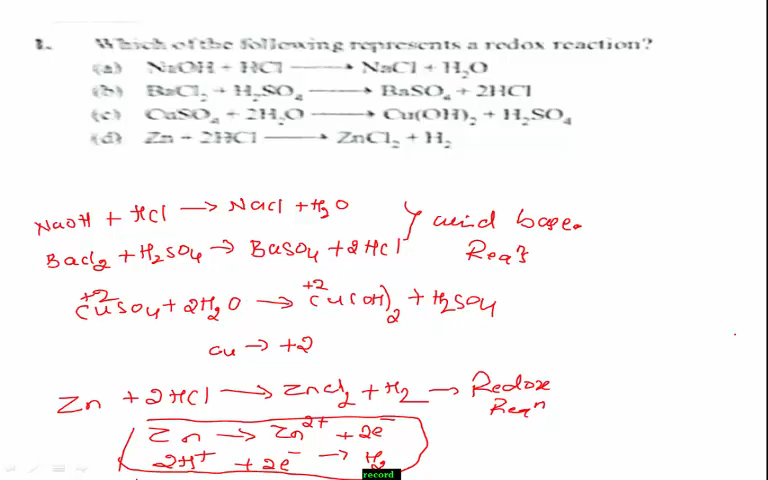 1. Which of the following represents a redox reaction?
(a) NaOH + HCl ⟶ NaCl + H₂O
(b) BaCl₂ + H₂SO₄ ⟶ BaSO₄ + 2HCl
(c) CuSO₄ + 2H₂O ⟶ Cu(OH)₂ + H₂SO₄
(d) Zn + 2HCl ⟶ ZnCl₂ + H₂
NaOH + HCl → NaCl + H₂O
acid base
BaCl₂ + H₂SO₄ → BaSO₄ + 2HCl
Reaⁿ
+2 +2
CuSO₄ + 2H₂O → Cu(OH)₂ + H₂SO₄
Cu → +2
Zn + 2HCl → ZnCl₂ + H₂ → Redox
Reaⁿ
Zn → Zn²⁺ + 2e⁻
2H⁺ + 2e⁻ → H₂
record